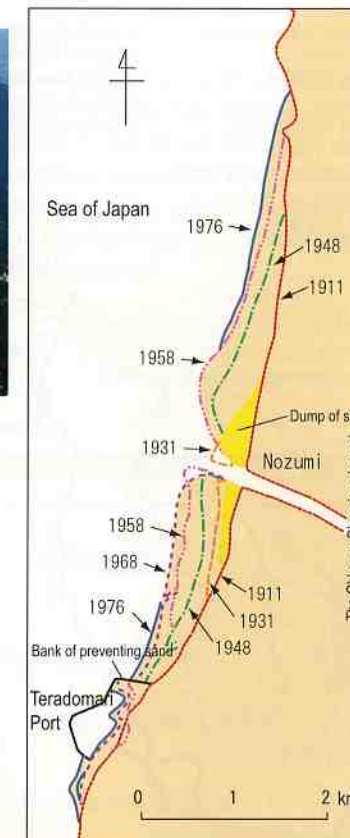 Sea of Japan
1976
1948
1911
1958
Dump of s
1931
Nozumi
1958
1968
1911
1976
1931
1948
Bank of preventing sand
Teradomari
Port
0 1 2 km